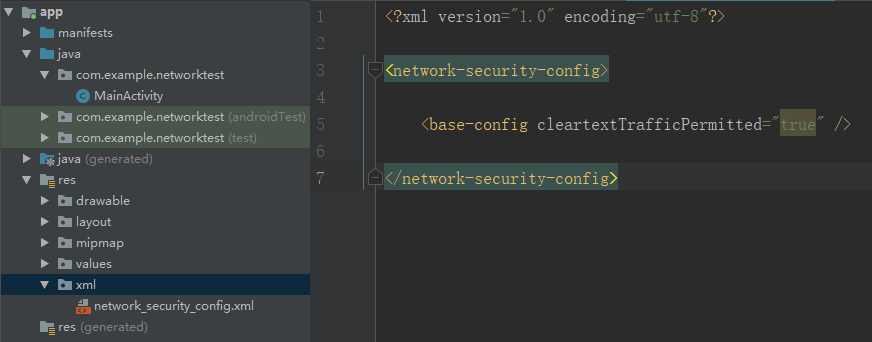 app
manifests
java
com.example.networktest
MainActivity
com.example.networktest (androidTest)
com.example.networktest (test)
java (generated)
res
drawable
layout
mipmap
values
xml
network_security_config.xml
res (generated)
1 <?xml version="1.0" encoding="utf-8"?>
2
3 <network-security-config>
4
5 <base-config cleartextTrafficPermitted="true" />
6
7 </network-security-config>